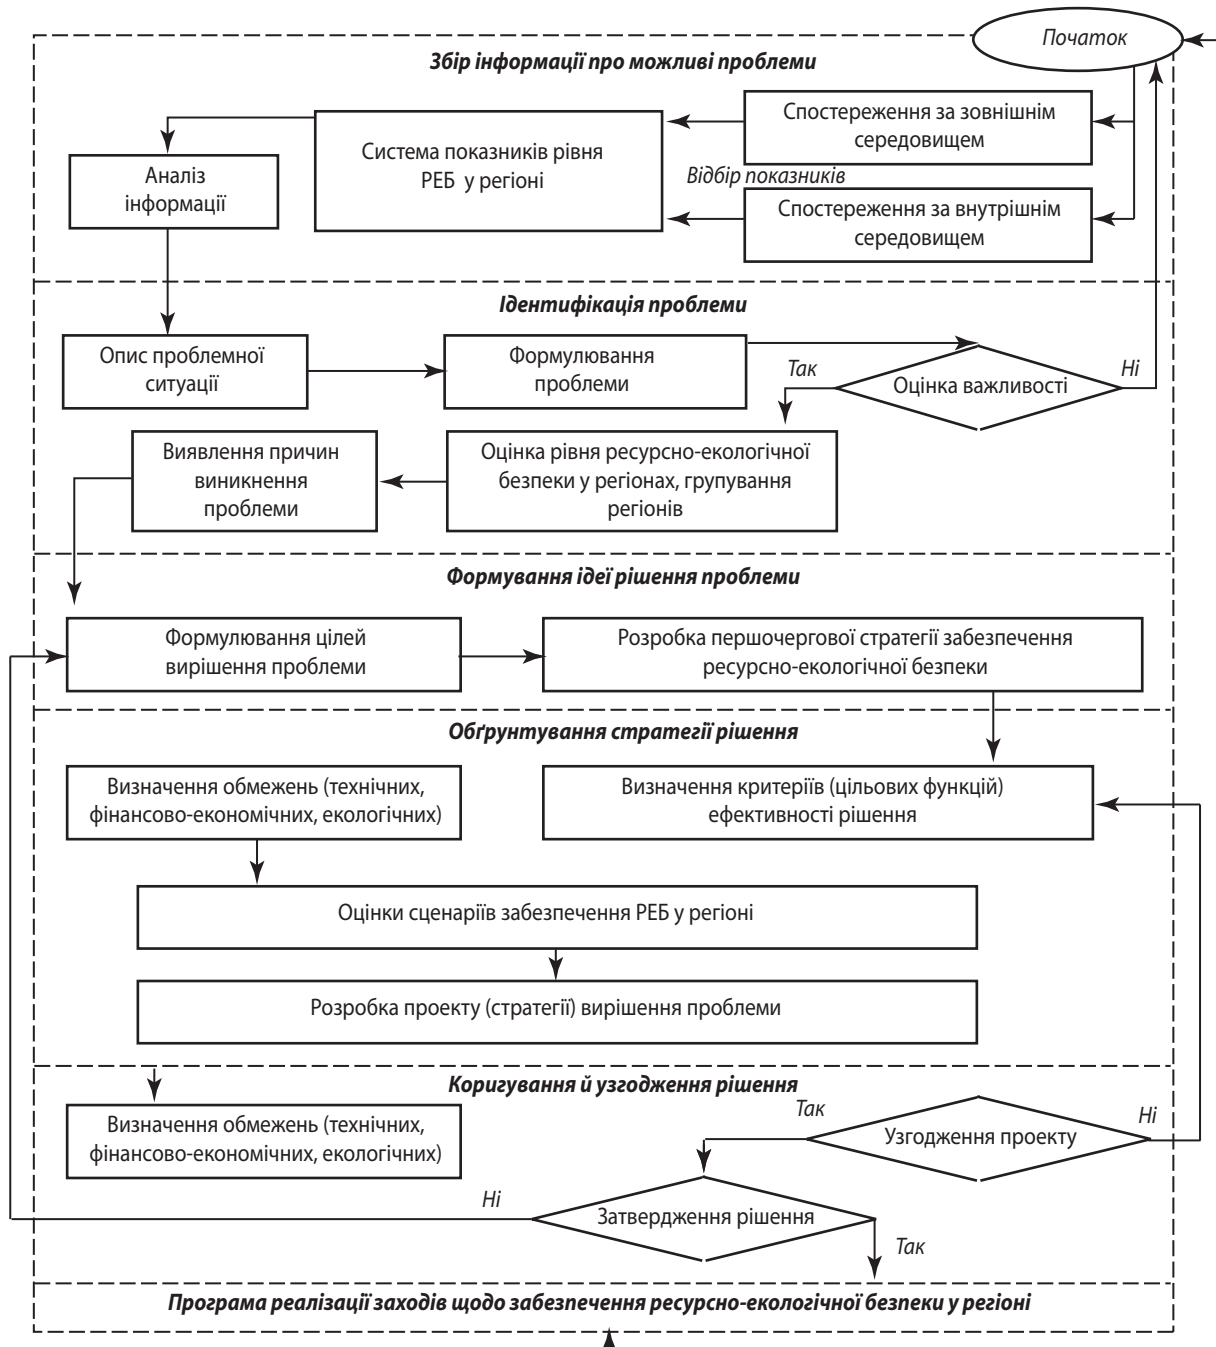 Початок
Збір інформації про можливі проблеми
Спостереження за зовнішнім
середовищем
Система показників рівня
РЕБ у регіоні
Аналіз
інформації
Відбір показників
Спостереження за внутрішнім
середовищем
Ідентифікація проблеми
Опис проблемної
ситуації
Формулювання
проблеми
Так
Оцінка важливості
Ні
Виявлення причин
виникнення
проблеми
Оцінка рівня ресурсно-екологічної
безпеки у регіонах, групування
регіонів
Формування ідеї рішення проблеми
Формулювання цілей
вирішення проблеми
Розробка першочергової стратегії забезпечення
ресурсно-екологічної безпеки
Обґрунтування стратегії рішення
Визначення обмежень (технічних,
фінансово-економічних, екологічних)
Визначення критеріїв (цільових функцій)
ефективності рішення
Оцінки сценаріїв забезпечення РЕБ у регіоні
Розробка проекту (стратегії) вирішення проблеми
Коригування й узгодження рішення
Визначення обмежень (технічних,
фінансово-економічних, екологічних)
Так
Узгодження проекту
Ні
Ні
Затвердження рішення
Так
Програма реалізації заходів щодо забезпечення ресурсно-екологічної безпеки у регіоні